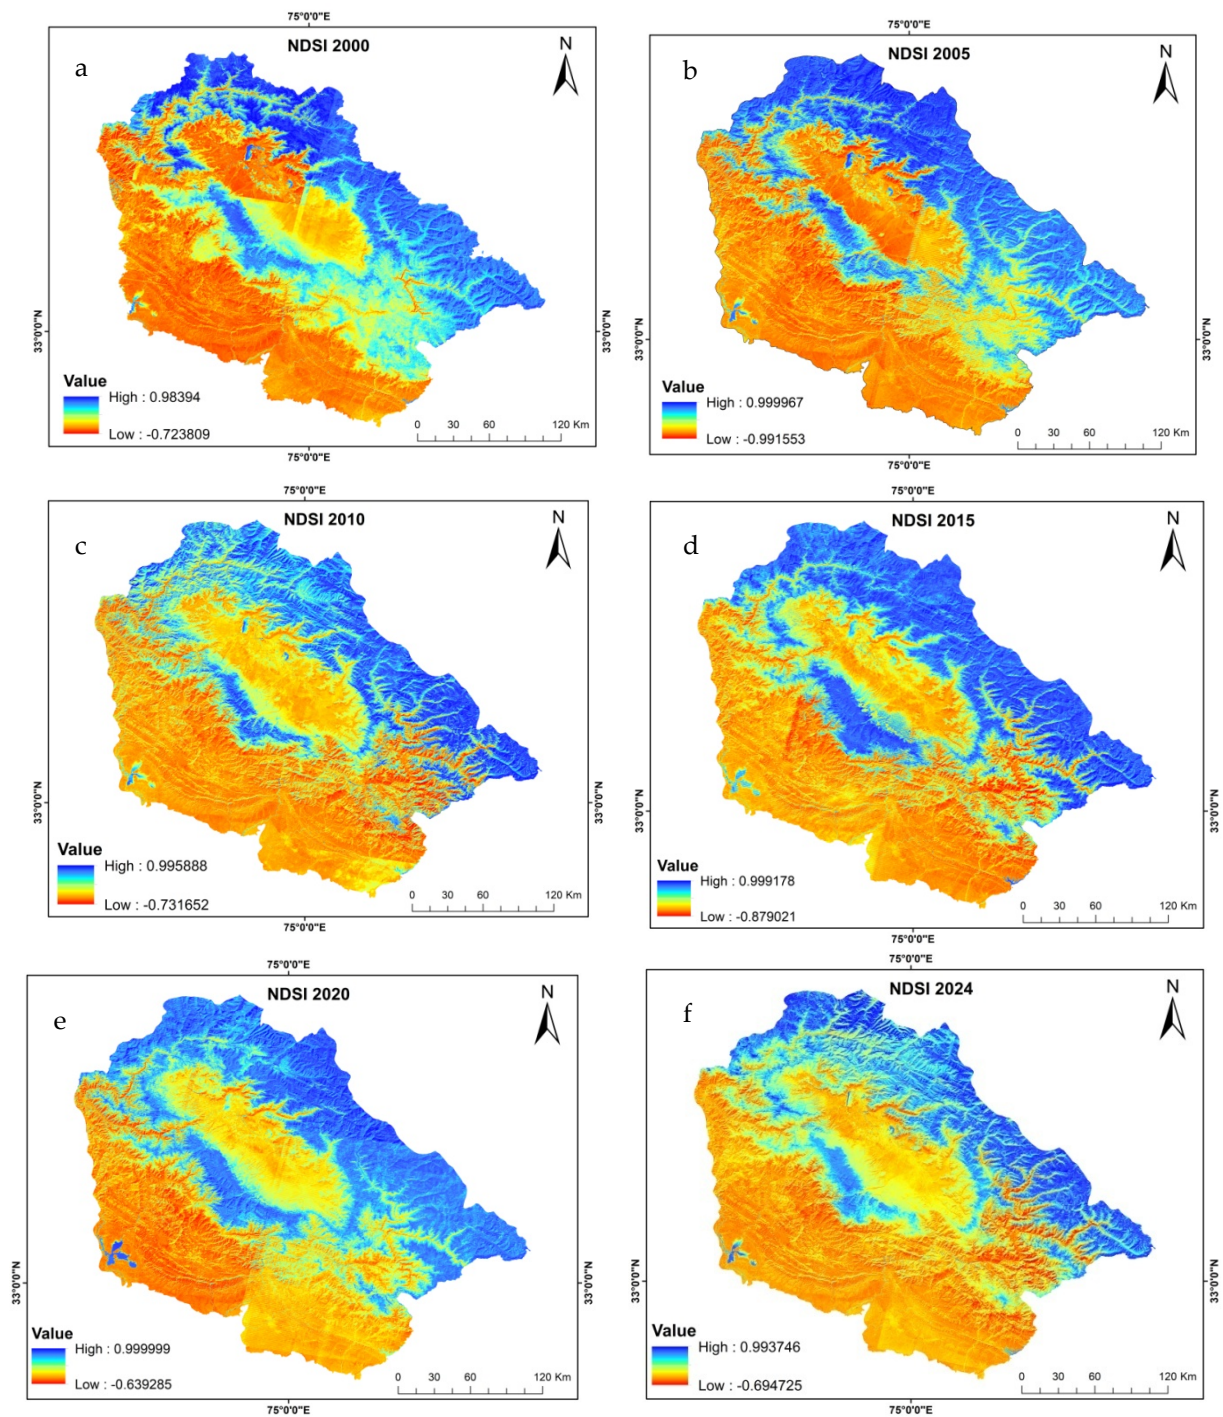 75°0'0"E
NDSI 2000
N
a
33°0'0"N
33°0'0"N
Value
High : 0.98394
Low : -0.723809
0 30 60 90 120 Km
75°0'0"E
75°0'0"E
NDSI 2005
N
b
33°0'0"N
33°0'0"N
Value
High : 0.999967
Low : -0.991553
0 30 60 90 120 Km
75°0'0"E
75°0'0"E
NDSI 2010
N
c
33°0'0"N
33°0'0"N
Value
High : 0.995888
Low : -0.731652
0 30 60 90 120 Km
75°0'0"E
75°0'0"E
NDSI 2015
N
d
33°0'0"N
33°0'0"N
Value
High : 0.999178
Low : -0.879021
0 30 60 90 120 Km
75°0'0"E
75°0'0"E
NDSI 2020
N
e
33°0'0"N
33°0'0"N
Value
High : 0.999999
Low : -0.639285
0 30 60 90 120 Km
75°0'0"E
75°0'0"E
NDSI 2024
N
f
33°0'0"N
33°0'0"N
Value
High : 0.993746
Low : -0.694725
0 30 60 90 120 Km
75°0'0"E